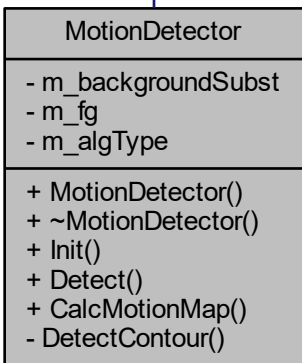 MotionDetector
- m_backgroundSubst
- m_fg
- m_algType
+ MotionDetector()
+ ~MotionDetector()
+ Init()
+ Detect()
+ CalcMotionMap()
- DetectContour()